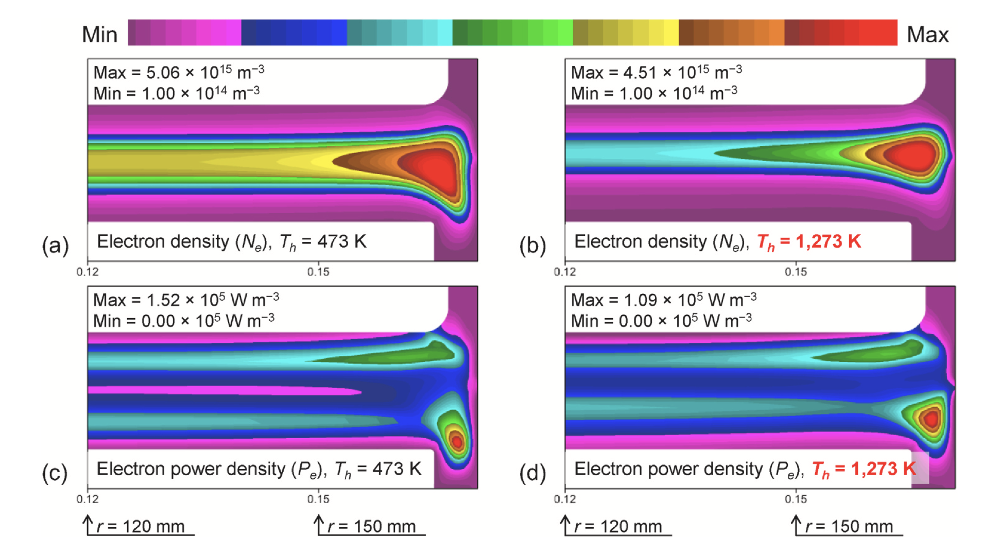 Min Max
Max = 5.06 × 10¹⁵ m⁻³
Min = 1.00 × 10¹⁴ m⁻³
(a) Electron density (Nₑ), Tₕ = 473 K
0.12 0.15
Max = 4.51 × 10¹⁵ m⁻³
Min = 1.00 × 10¹⁴ m⁻³
(b) Electron density (Nₑ), Tₕ = 1,273 K
0.12 0.15
Max = 1.52 × 10⁵ W m⁻³
Min = 0.00 × 10⁵ W m⁻³
(c) Electron power density (Pₑ), Tₕ = 473 K
0.12 0.15
r = 120 mm r = 150 mm
Max = 1.09 × 10⁵ W m⁻³
Min = 0.00 × 10⁵ W m⁻³
(d) Electron power density (Pₑ), Tₕ = 1,273 K
0.12 0.15
r = 120 mm r = 150 mm